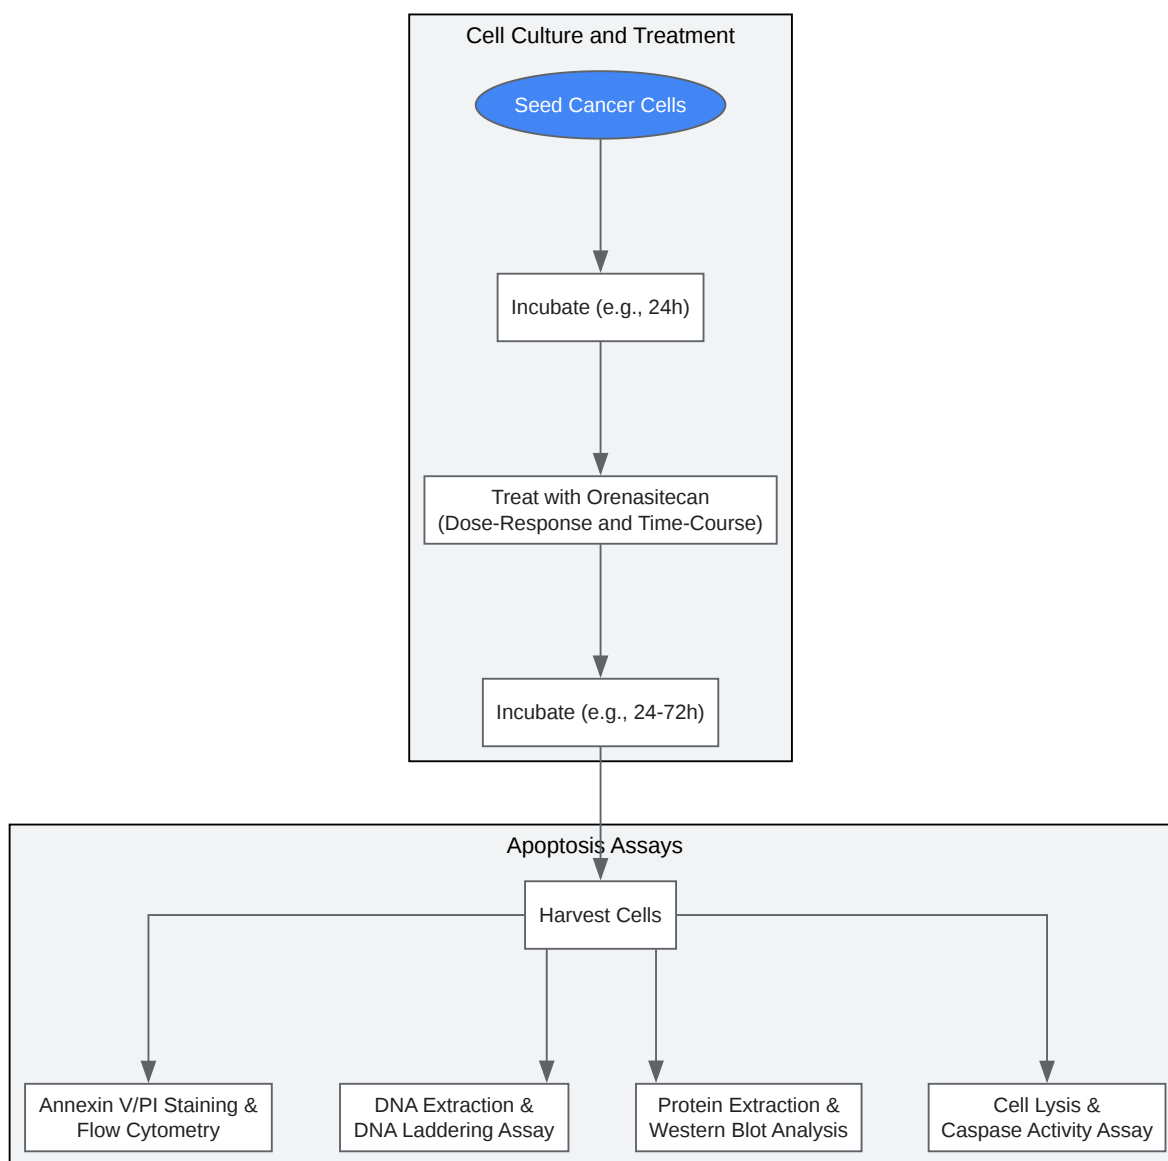 Cell Culture and Treatment
Seed Cancer Cells
Incubate (e.g., 24h)
Treat with Orenasitecan
(Dose-Response and Time-Course)
Incubate (e.g., 24-72h)
Apoptosis Assays
Harvest Cells
Annexin V/PI Staining &
Flow Cytometry
DNA Extraction &
DNA Laddering Assay
Protein Extraction &
Western Blot Analysis
Cell Lysis &
Caspase Activity Assay